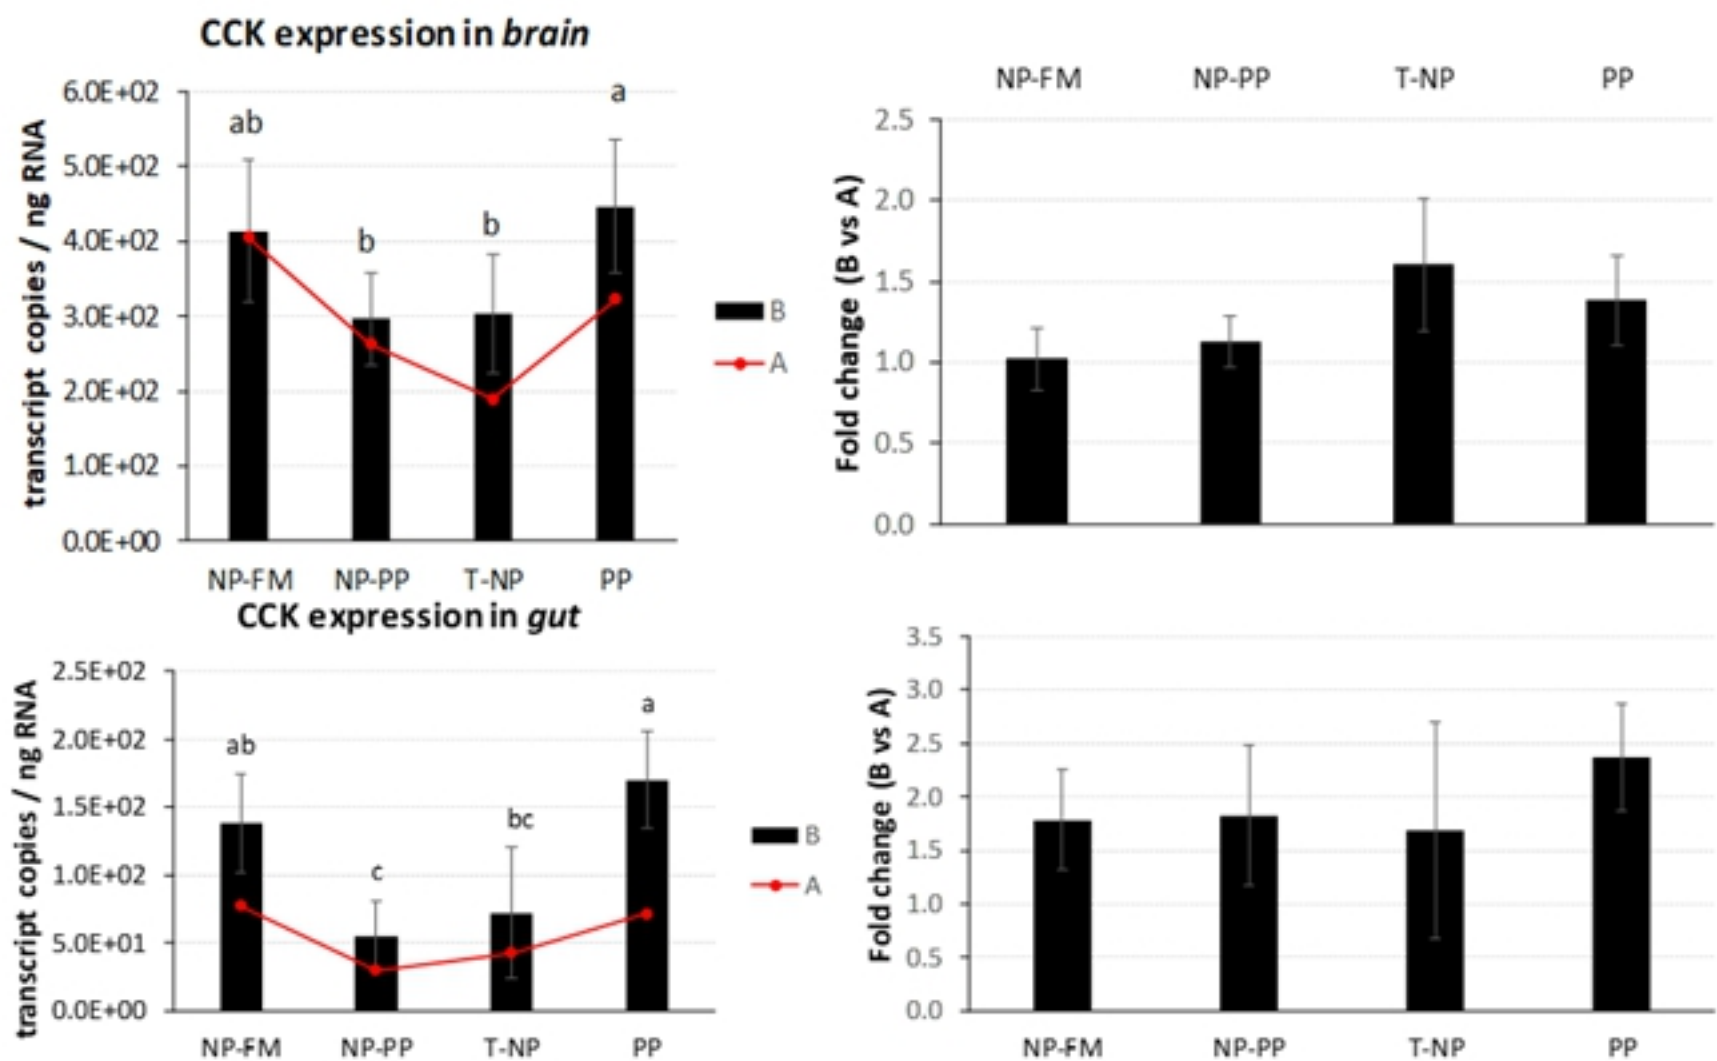 CCK expression in brain
transcript copies / ng RNA
6.0E+02
5.0E+02
4.0E+02
3.0E+02
2.0E+02
1.0E+02
0.0E+00
ab
b
b
a
NP-FM NP-PP T-NP PP
B
A
NP-FM NP-PP T-NP PP
Fold change (B vs A)
2.5
2.0
1.5
1.0
0.5
0.0
CCK expression in gut
transcript copies / ng RNA
2.5E+02
2.0E+02
1.5E+02
1.0E+02
5.0E+01
0.0E+00
ab
c
bc
a
NP-FM NP-PP T-NP PP
B
A
Fold change (B vs A)
3.5
3.0
2.5
2.0
1.5
1.0
0.5
0.0
NP-FM NP-PP T-NP PP